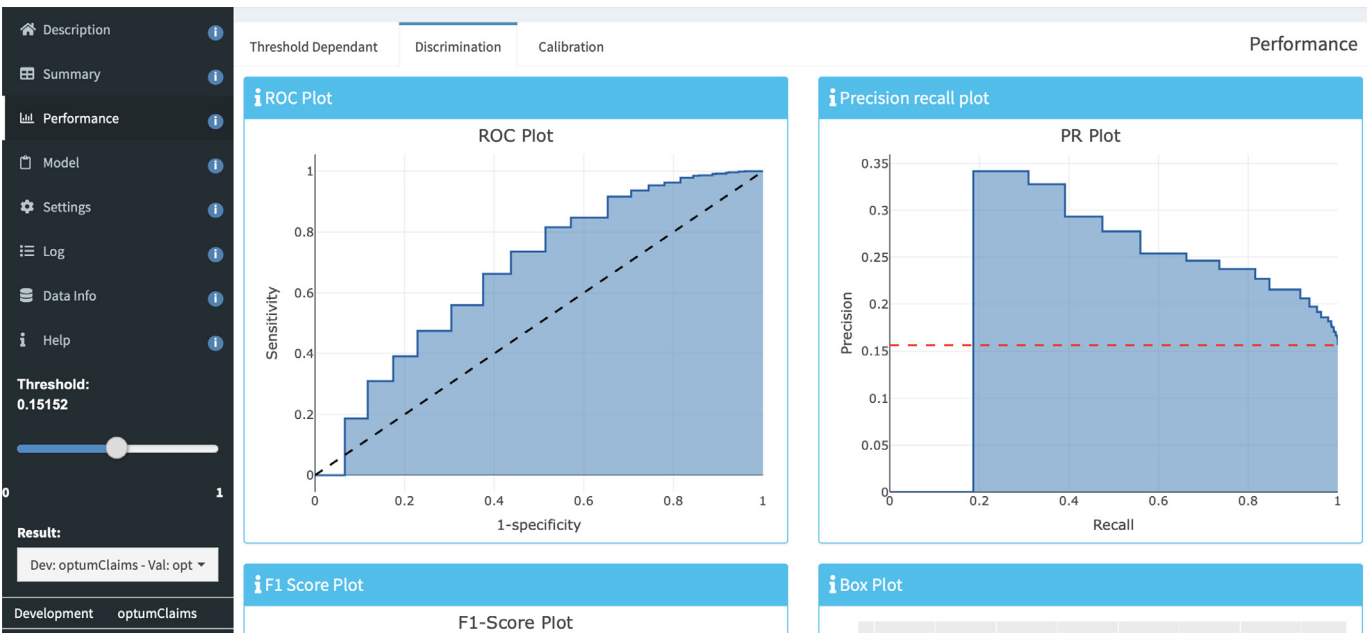 Description
Summary
Performance
Model
Settings
Log
Data Info
Help
Threshold:
0.15152
0 1
Result:
Dev: optumClaims - Val: opt
Development optumClaims
Threshold Dependant Discrimination Calibration Performance
ROC Plot
ROC Plot
1
0.8
0.6
0.4
0.2
0
Sensitivity
0 0.2 0.4 0.6 0.8 1
1-specificity
Precision recall plot
PR Plot
0.35
0.3
0.25
0.2
0.15
0.1
0.05
0
Precision
0 0.2 0.4 0.6 0.8 1
Recall
F1 Score Plot
F1-Score Plot
Box Plot